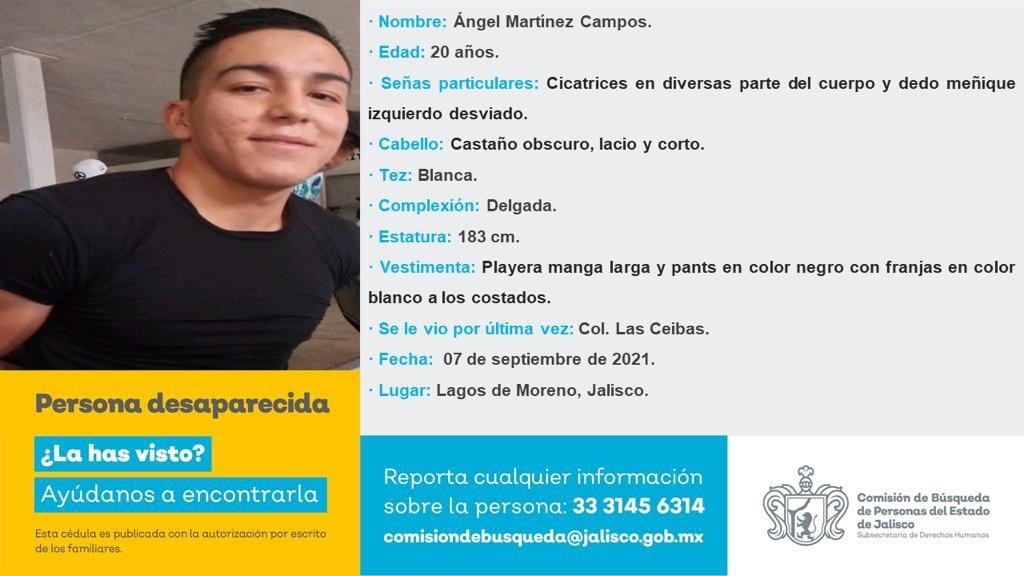 · Nombre: Ángel Martínez Campos.
· Edad: 20 años.
· Señas particulares: Cicatrices en diversas parte del cuerpo y dedo meñique
izquierdo desviado.
· Cabello: Castaño obscuro, lacio y corto.
· Tez: Blanca.
· Complexión: Delgada.
· Estatura: 183 cm.
· Vestimenta: Playera manga larga y pants en color negro con franjas en color
blanco a los costados.
· Se le vio por última vez: Col. Las Ceibas.
· Fecha: 07 de septiembre de 2021.
· Lugar: Lagos de Moreno, Jalisco.
Persona desaparecida
¿La has visto?
Ayúdanos a encontrarla
Esta cédula es publicada con la autorización por escrito
de los familiares.
Reporta cualquier información
sobre la persona: 33 3145 6314
comisiondebusqueda@jalisco.gob.mx
Comisión de Búsqueda
de Personas del Estado
de Jalisco
Subsecretaría de Derechos Humanos